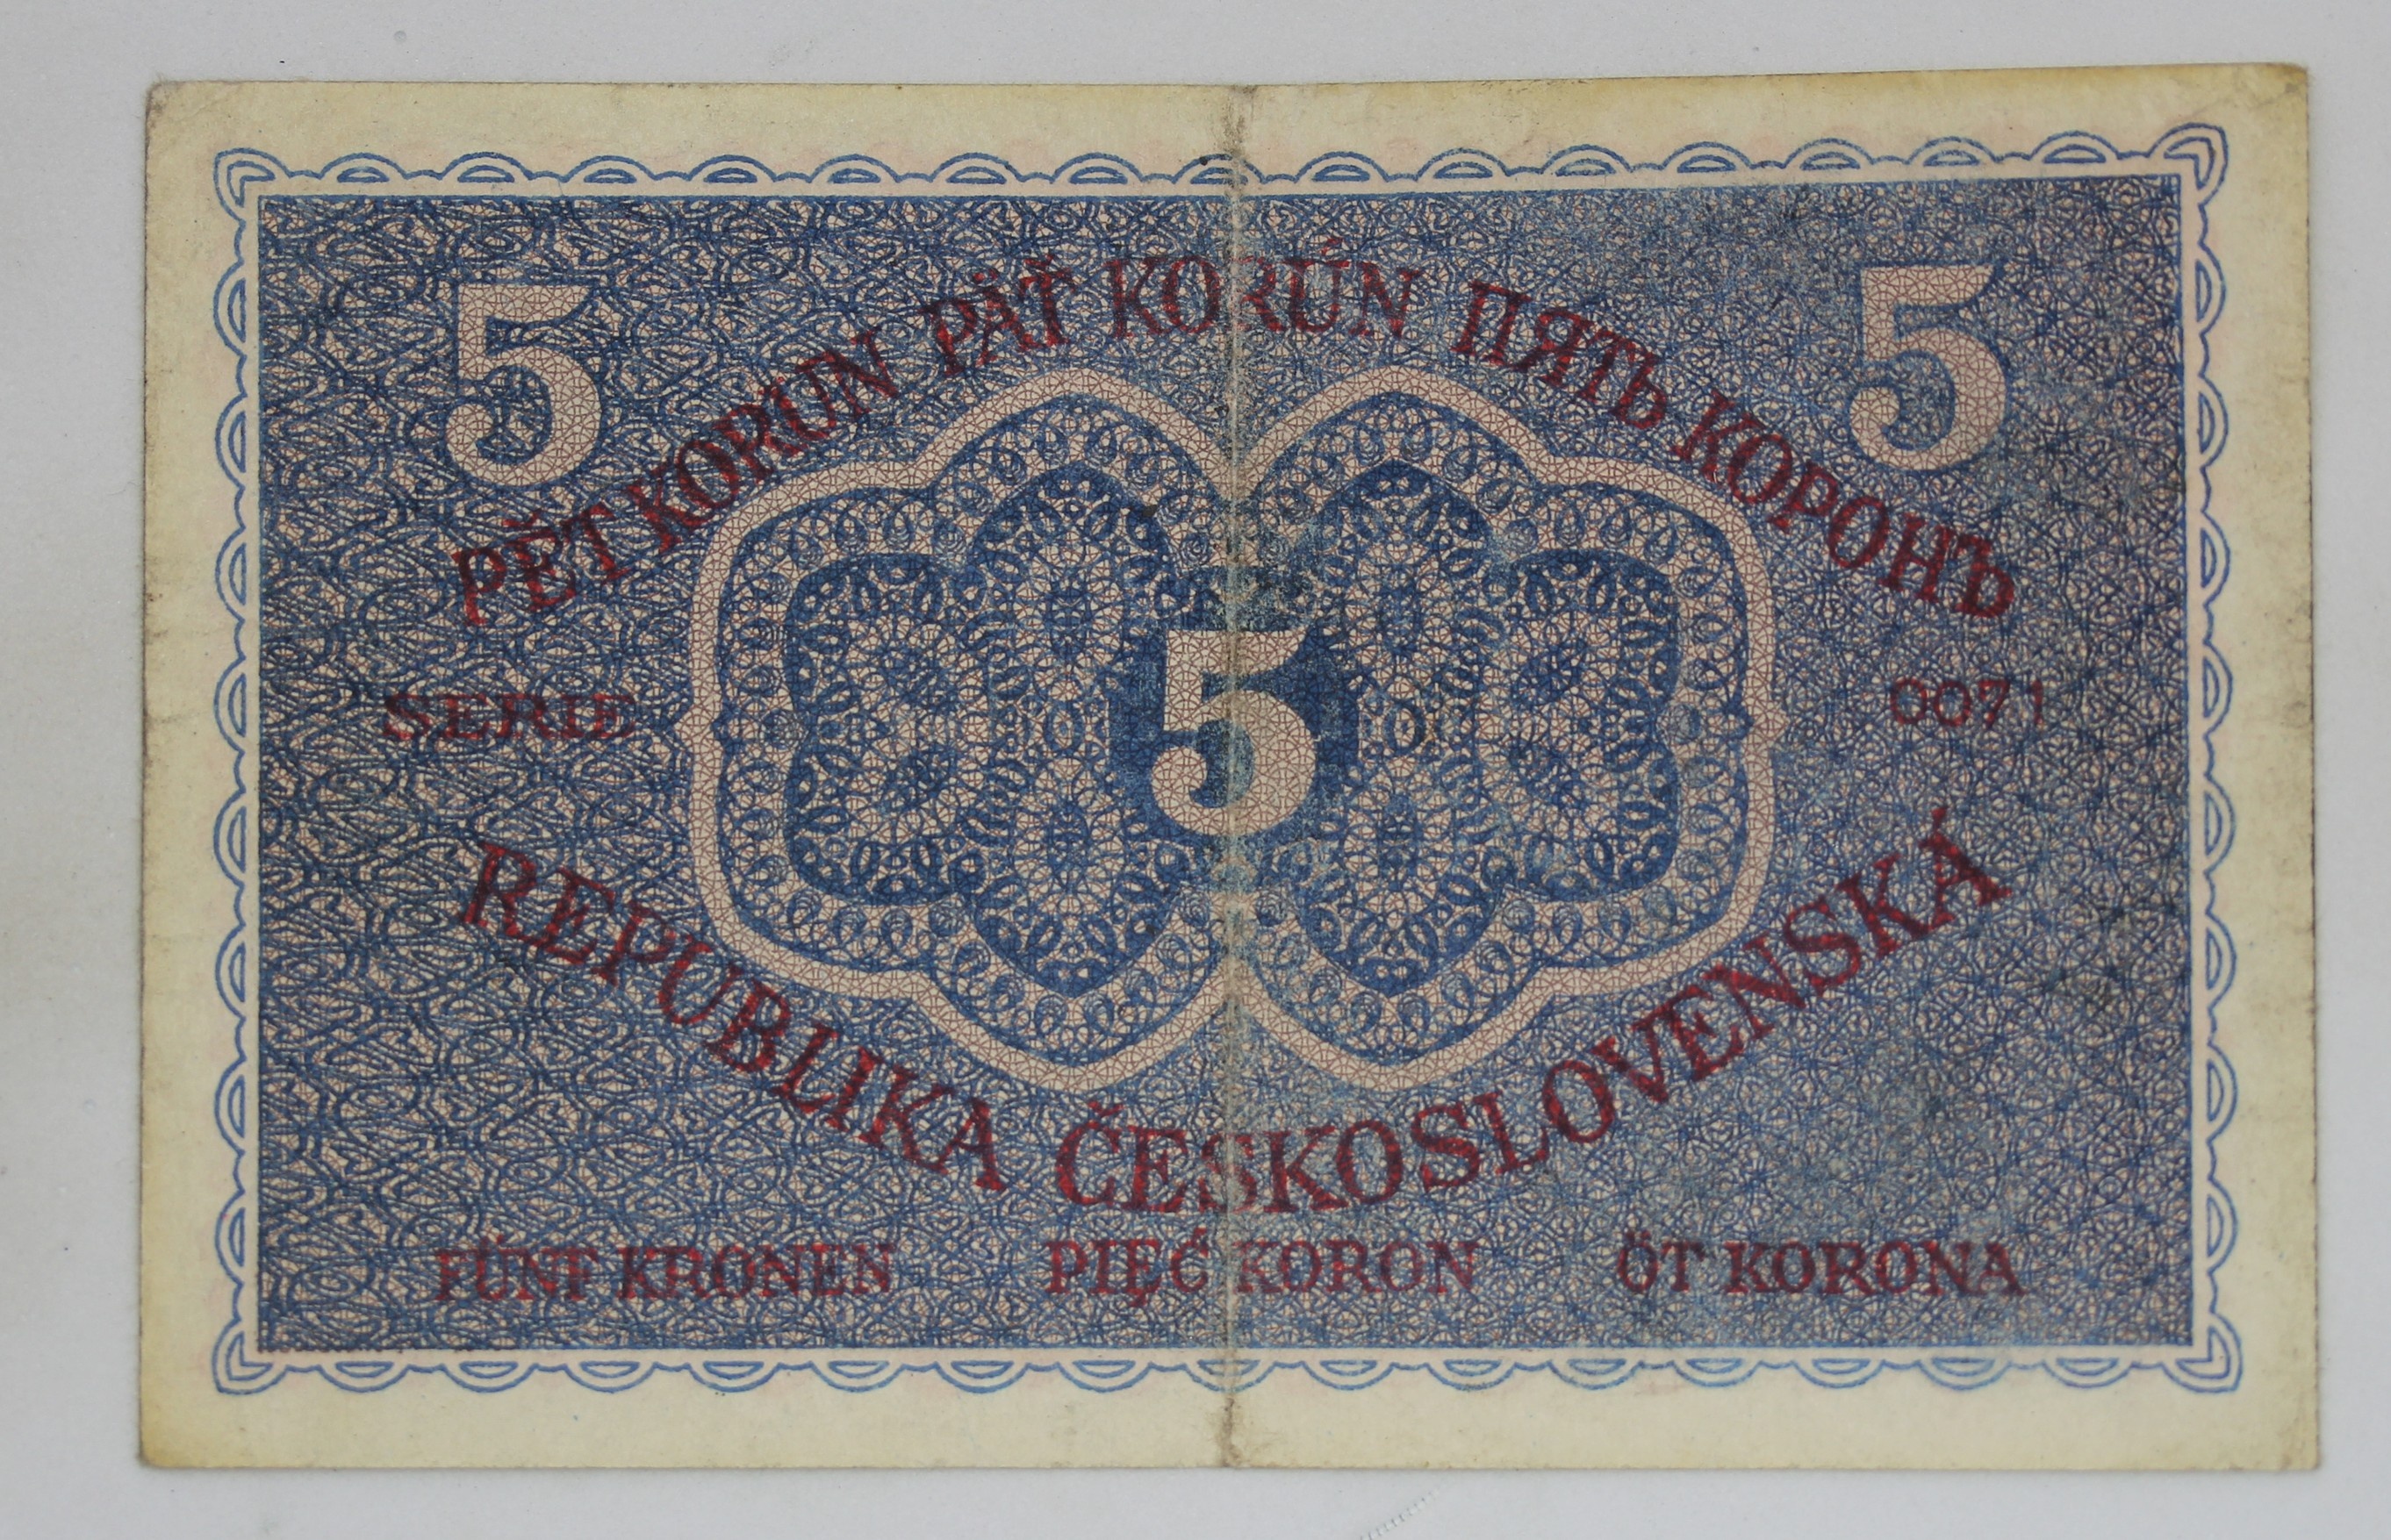 5 5
PĚT KORUN PÄŤ KORÚN ПЯТЬ КОРОНЪ
5
SERIE 0071
REPUBLIKA ČESKOSLOVENSKÁ
FÜNF KRONEN PIĘĆ KORON ÖT KORONA